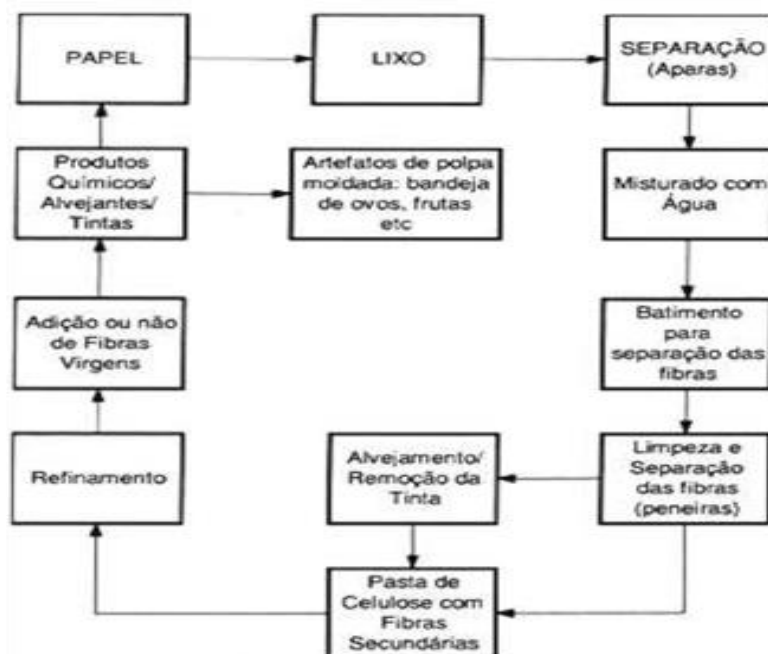 PAPEL
LIXO
SEPARAÇÃO
(Aparas)
Produtos
Químicos/
Alvejantes/
Tintas
Artefatos de polpa
moldada: bandeja
de ovos, frutas
etc
Misturado com
Água
Adição ou não
de Fibras
Virgens
Batimento
para
separação das
fibras
Refinamento
Alvejamento/
Remoção da
Tinta
Limpeza e
Separação
das fibras
(peneiras)
Pasta de
Celulose com
Fibras
Secundárias